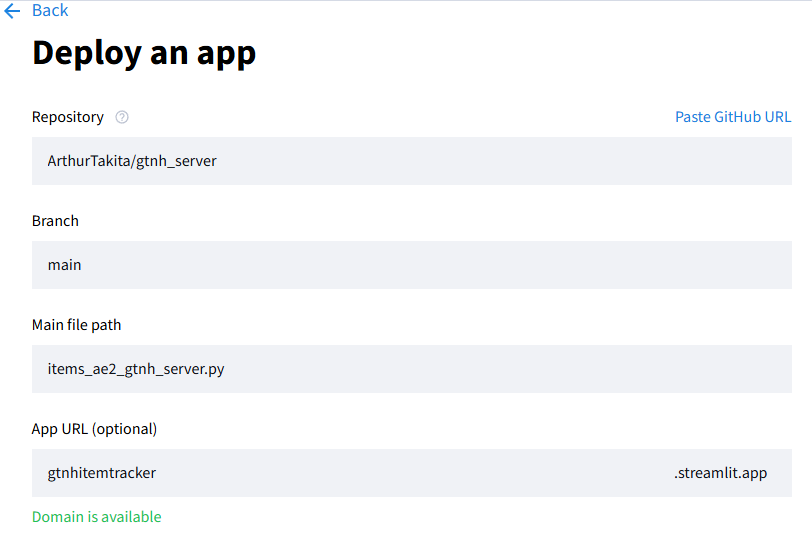 Back
Deploy an app
Repository Paste GitHub URL
ArthurTakita/gtnh_server
Branch
main
Main file path
items_ae2_gtnh_server.py
App URL (optional)
gtnhitemtracker .streamlit.app
Domain is available